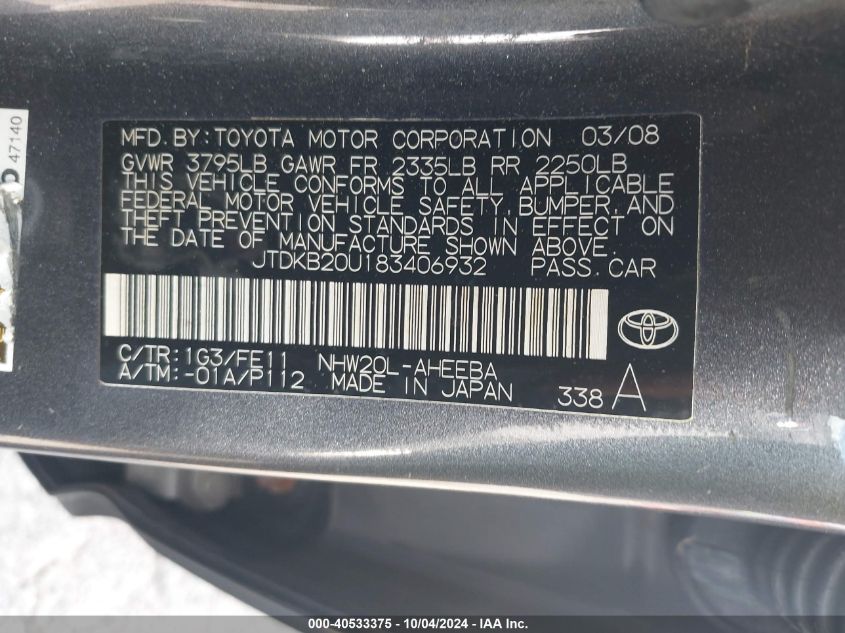 47140
MFD.BY:TOYOTA MOTOR CORPORATION 03/08
GVWR 3795LB GAWR FR 2335LB RR 2250LB
THIS VEHICLE CONFORMS TO ALL APPLICABLE
FEDERAL MOTOR VEHICLE SAFETY,BUMPER,AND
THEFT PREVENTION STANDARDS IN EFFECT ON
THE DATE OF MANUFACTURE SHOWN ABOVE.
JTDKB20U183406932 PASS.CAR
C/TR:1G3/FE11 NHW20L-AHEEBA
A/TM:-01A/P112 MADE IN JAPAN 338 A
000-40533375 - 10/04/2024 - IAA Inc.